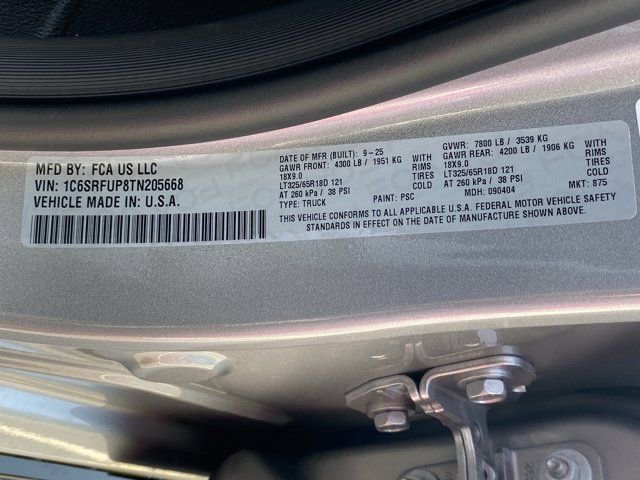 MFD BY: FCA US LLC
VIN: 1C6SRFUP8TN205668
VEHICLE MADE IN U.S.A.
DATE OF MFR (BUILT): 9-25 GVWR: 7800 LB / 3539 KG
GAWR FRONT: 4300 LB / 1951 KG WITH GAWR REAR: 4200 LB / 1906 KG WITH
18X9.0 RIMS 18X9.0 RIMS
LT325/65R18D 121 TIRES LT325/65R18D 121 TIRES
AT 260 kPa / 38 PSI COLD AT 260 kPa / 38 PSI COLD
TYPE: TRUCK PAINT: PSC MDH: 090404 MKT: 875
THIS VEHICLE CONFORMS TO ALL APPLICABLE U.S.A. FEDERAL MOTOR VEHICLE SAFETY
STANDARDS IN EFFECT ON THE DATE OF MANUFACTURE SHOWN ABOVE.